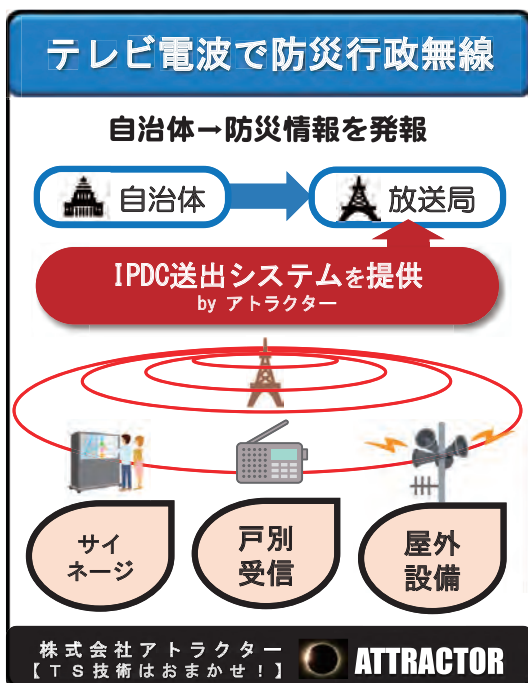 テレビ電波で防災行政無線
自治体→防災情報を発報
自治体
放送局
IPDC送出システムを提供
by アトラクター
サイ
ネージ
戸別
受信
屋外
設備
株式会社アトラクター
【TS技術はおまかせ!】
ATTRACTOR